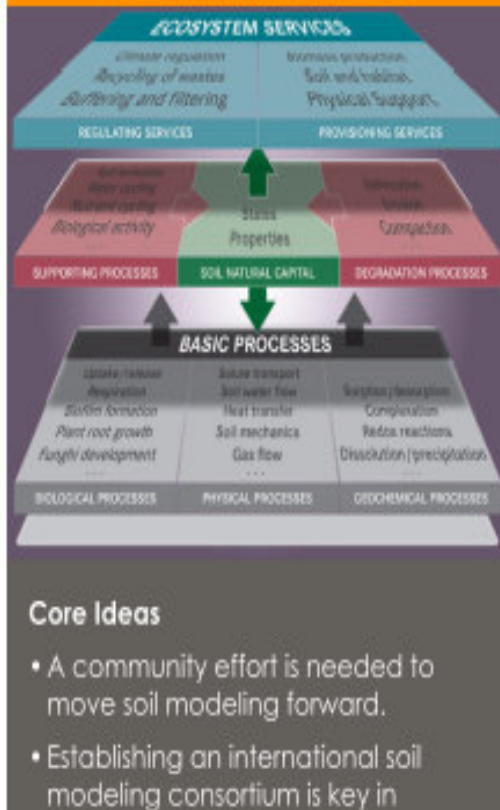 ECOSYSTEM SERVICES
Climate regulation
Biomass production
Recycling of wastes
Soil and habitat
Buffering and filtering
Physical Support
REGULATING SERVICES
PROVISIONING SERVICES
Water cycling
Nutrient cycling
Biological activity
...
States
Properties
Compaction
...
SUPPORTING PROCESSES
SOIL NATURAL CAPITAL
DEGRADATION PROCESSES
BASIC PROCESSES
Uptake/release
Solute transport
Respiration
Soil water flow
Sorption/desorption
Biofilm formation
Heat transfer
Complexation
Plant root growth
Soil mechanics
Redox reactions
Funghi development
Gas flow
Dissolution/precipitation
...
...
...
BIOLOGICAL PROCESSES
PHYSICAL PROCESSES
GEOCHEMICAL PROCESSES
Core Ideas
• A community effort is needed to
move soil modeling forward.
• Establishing an international soil
modeling consortium is key in